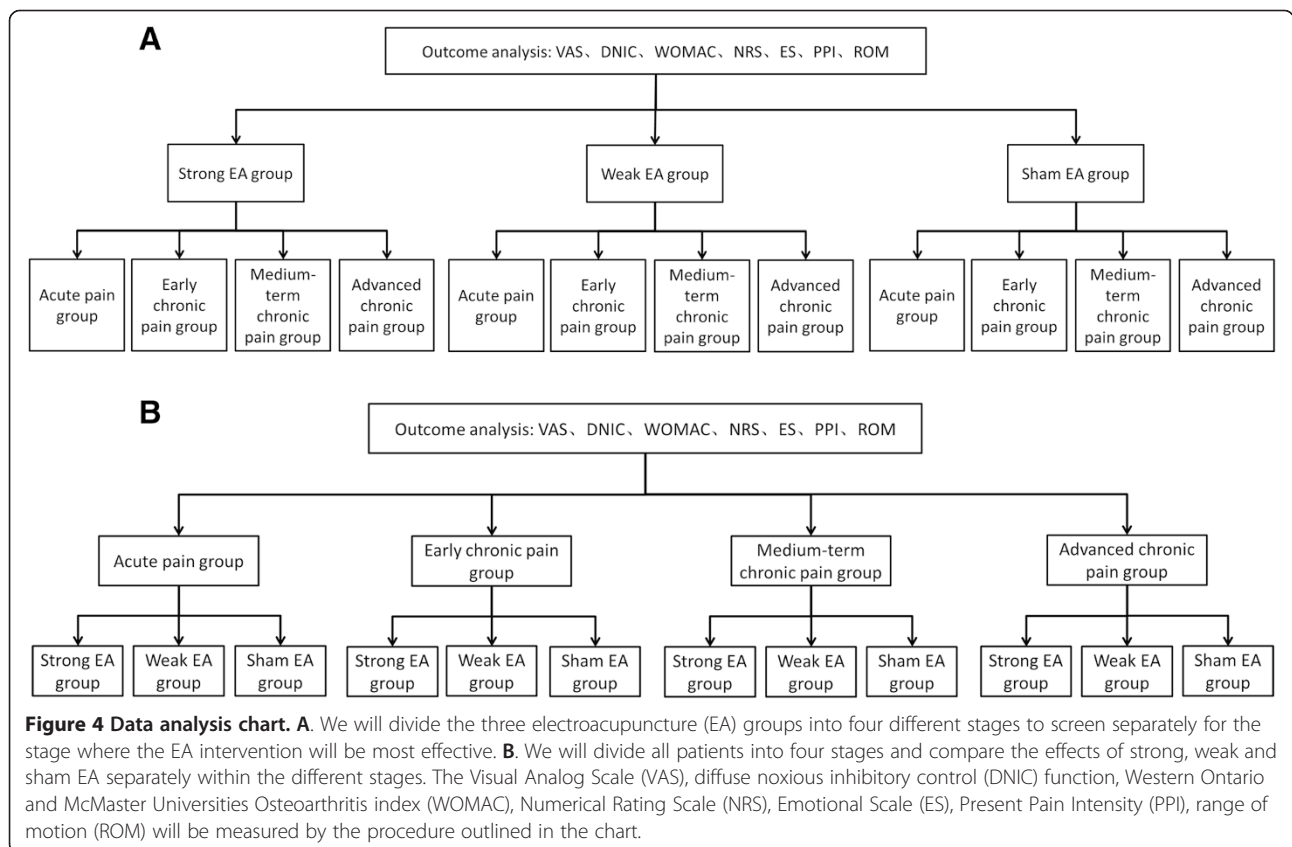 A
Outcome analysis: VAS、DNIC、WOMAC、NRS、ES、PPI、ROM
Strong EA group
Weak EA group
Sham EA group
Acute pain
group
Early
chronic
pain group
Medium-
term
chronic
pain group
Advanced
chronic
pain group
Acute pain
group
Early
chronic
pain group
Medium-
term
chronic
pain group
Advanced
chronic
pain group
Acute pain
group
Early
chronic
pain group
Medium-
term
chronic
pain group
Advanced
chronic
pain group
B
Outcome analysis: VAS、DNIC、WOMAC、NRS、ES、PPI、ROM
Acute pain group
Early chronic pain
group
Medium-term
chronic pain group
Advanced chronic
pain group
Strong EA
group
Weak EA
group
Sham EA
group
Strong EA
group
Weak EA
group
Sham EA
group
Strong EA
group
Weak EA
group
Sham EA
group
Strong EA
group
Weak EA
group
Sham EA
group
Figure 4 Data analysis chart. A. We will divide the three electroacupuncture (EA) groups into four different stages to screen separately for the
stage where the EA intervention will be most effective. B. We will divide all patients into four stages and compare the effects of strong, weak and
sham EA separately within the different stages. The Visual Analog Scale (VAS), diffuse noxious inhibitory control (DNIC) function, Western Ontario
and McMaster Universities Osteoarthritis index (WOMAC), Numerical Rating Scale (NRS), Emotional Scale (ES), Present Pain Intensity (PPI), range of
motion (ROM) will be measured by the procedure outlined in the chart.